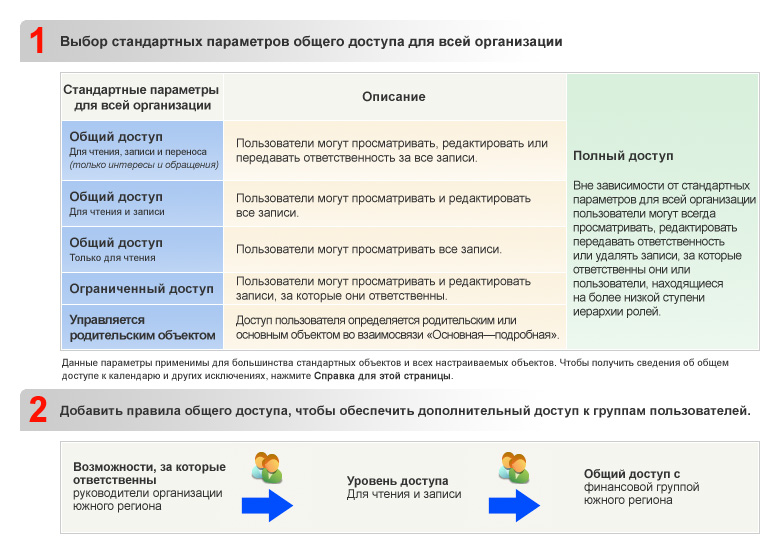 1
Выбор стандартных параметров общего доступа для всей организации
Стандартные параметры
для всей организации
Описание
Общий доступ
Для чтения, записи и переноса
(только интересы и обращения)
Пользователи могут просматривать, редактировать или
передавать ответственность за все записи.
Общий доступ
Для чтения и записи
Пользователи могут просматривать и редактировать
все записи.
Общий доступ
Только для чтения
Пользователи могут просматривать все записи.
Ограниченный доступ
Пользователи могут просматривать и редактировать
записи, за которые они ответственны.
Управляется
родительским объектом
Доступ пользователя определяется родительским или
основным объектом во взаимосвязи «Основная—подробная».
Полный доступ
Вне зависимости от стандартных
параметров для всей организации
пользователи могут всегда
просматривать, редактировать
передавать ответственность
или удалять записи, за которые
ответственны они или
пользователи, находящиеся
на более низкой ступени
иерархии ролей.
Данные параметры применимы для большинства стандартных объектов и всех настраиваемых объектов. Чтобы получить сведения об общем
доступе к календарю и других исключениях, нажмите Справка для этой страницы.
2
Добавить правила общего доступа, чтобы обеспечить дополнительный доступ к группам пользователей.
Возможности, за которые
ответственны
руководители организации
южного региона
Уровень доступа
Для чтения и записи
Общий доступ с
финансовой группой
южного региона